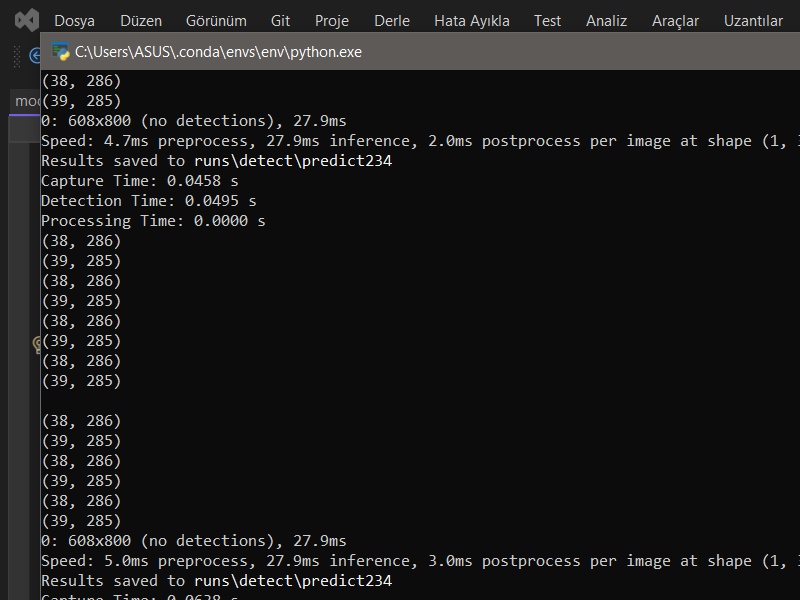 Dosya Düzen Görünüm Git Proje Derle Hata Ayıkla Test Analiz Araçlar Uzantılar
C:\Users\ASUS\.conda\envs\env\python.exe
(38, 286)
(39, 285)
0: 608x800 (no detections), 27.9ms
Speed: 4.7ms preprocess, 27.9ms inference, 2.0ms postprocess per image at shape (1,
Results saved to runs\detect\predict234
Capture Time: 0.0458 s
Detection Time: 0.0495 s
Processing Time: 0.0000 s
(38, 286)
(39, 285)
(38, 286)
(39, 285)
(38, 286)
(39, 285)
(38, 286)
(39, 285)
(38, 286)
(39, 285)
(38, 286)
(39, 285)
(38, 286)
(39, 285)
0: 608x800 (no detections), 27.9ms
Speed: 5.0ms preprocess, 27.9ms inference, 3.0ms postprocess per image at shape (1,
Results saved to runs\detect\predict234
Capture Time: 0.0638 s